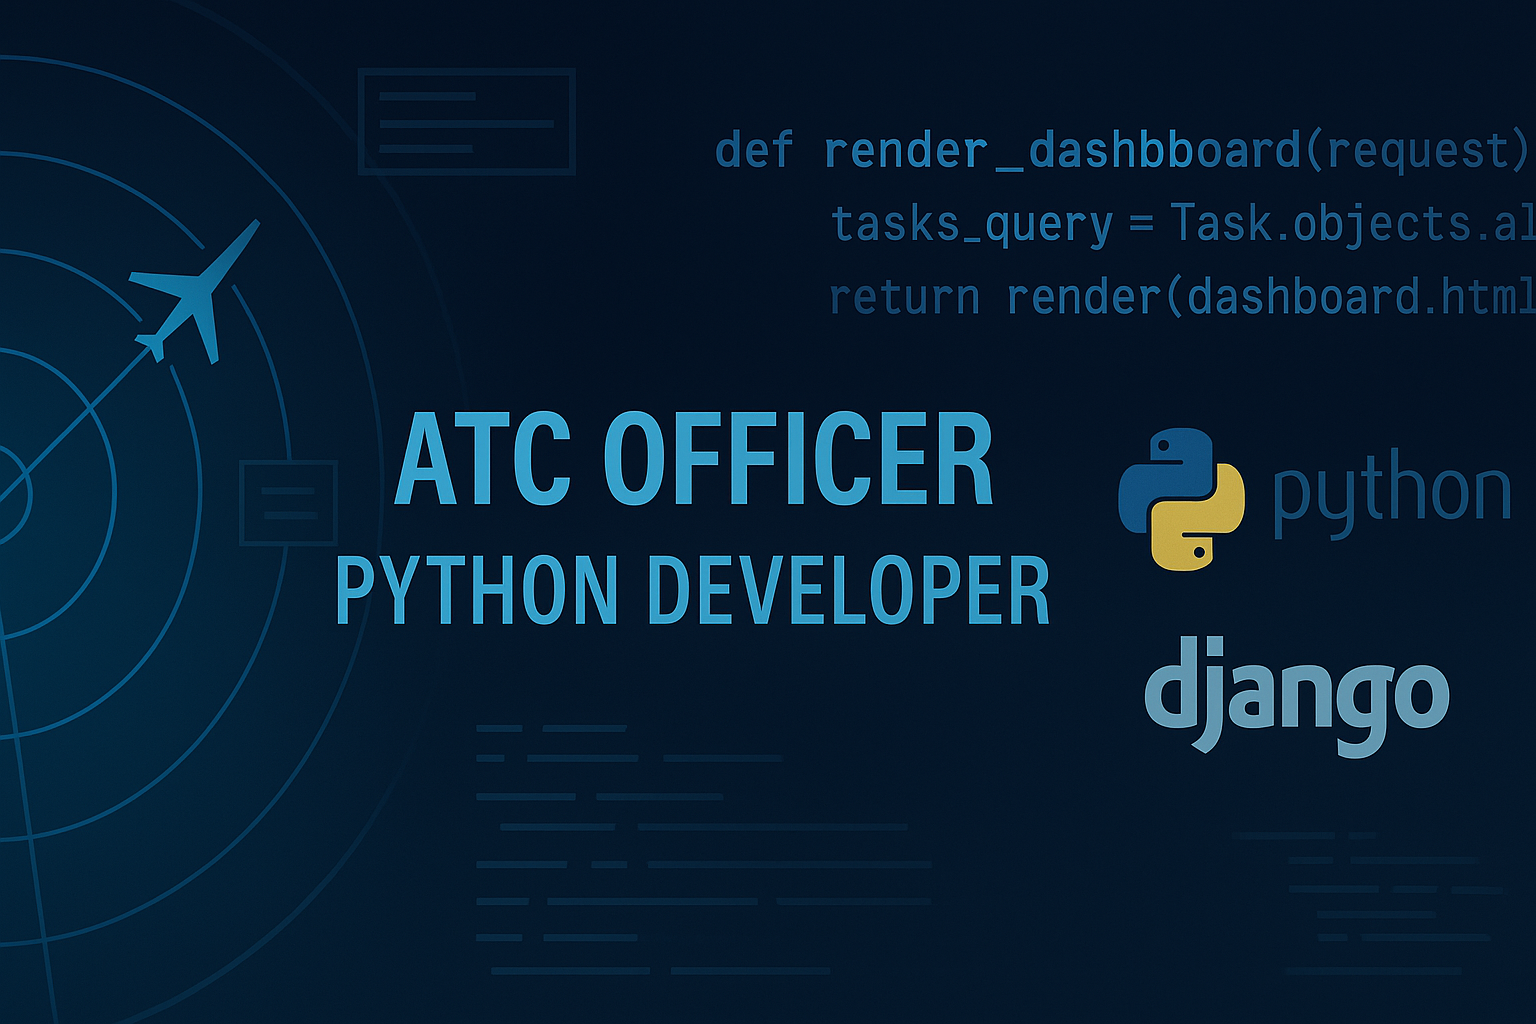 def render_dashbboard(request)
tasks_query = Task.objects.al
return render(dashboard.html
ATC OFFICER
PYTHON DEVELOPER
python
django